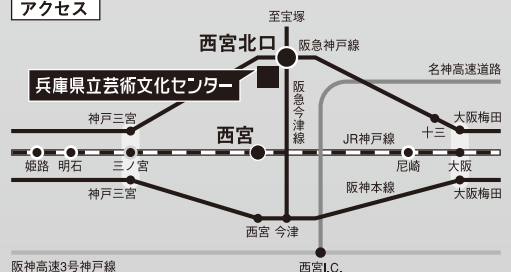 アクセス
至宝塚
西宮北口
阪急神戸線
名神高速道路
兵庫県立芸術文化センター
阪急今津線
神戸三宮
十三
大阪梅田
西宮
JR神戸線
姫路
明石
三ノ宮
尼崎
大阪
神戸三宮
阪神本線
大阪梅田
西宮
今津
阪神高速3号神戸線
西宮I.C.